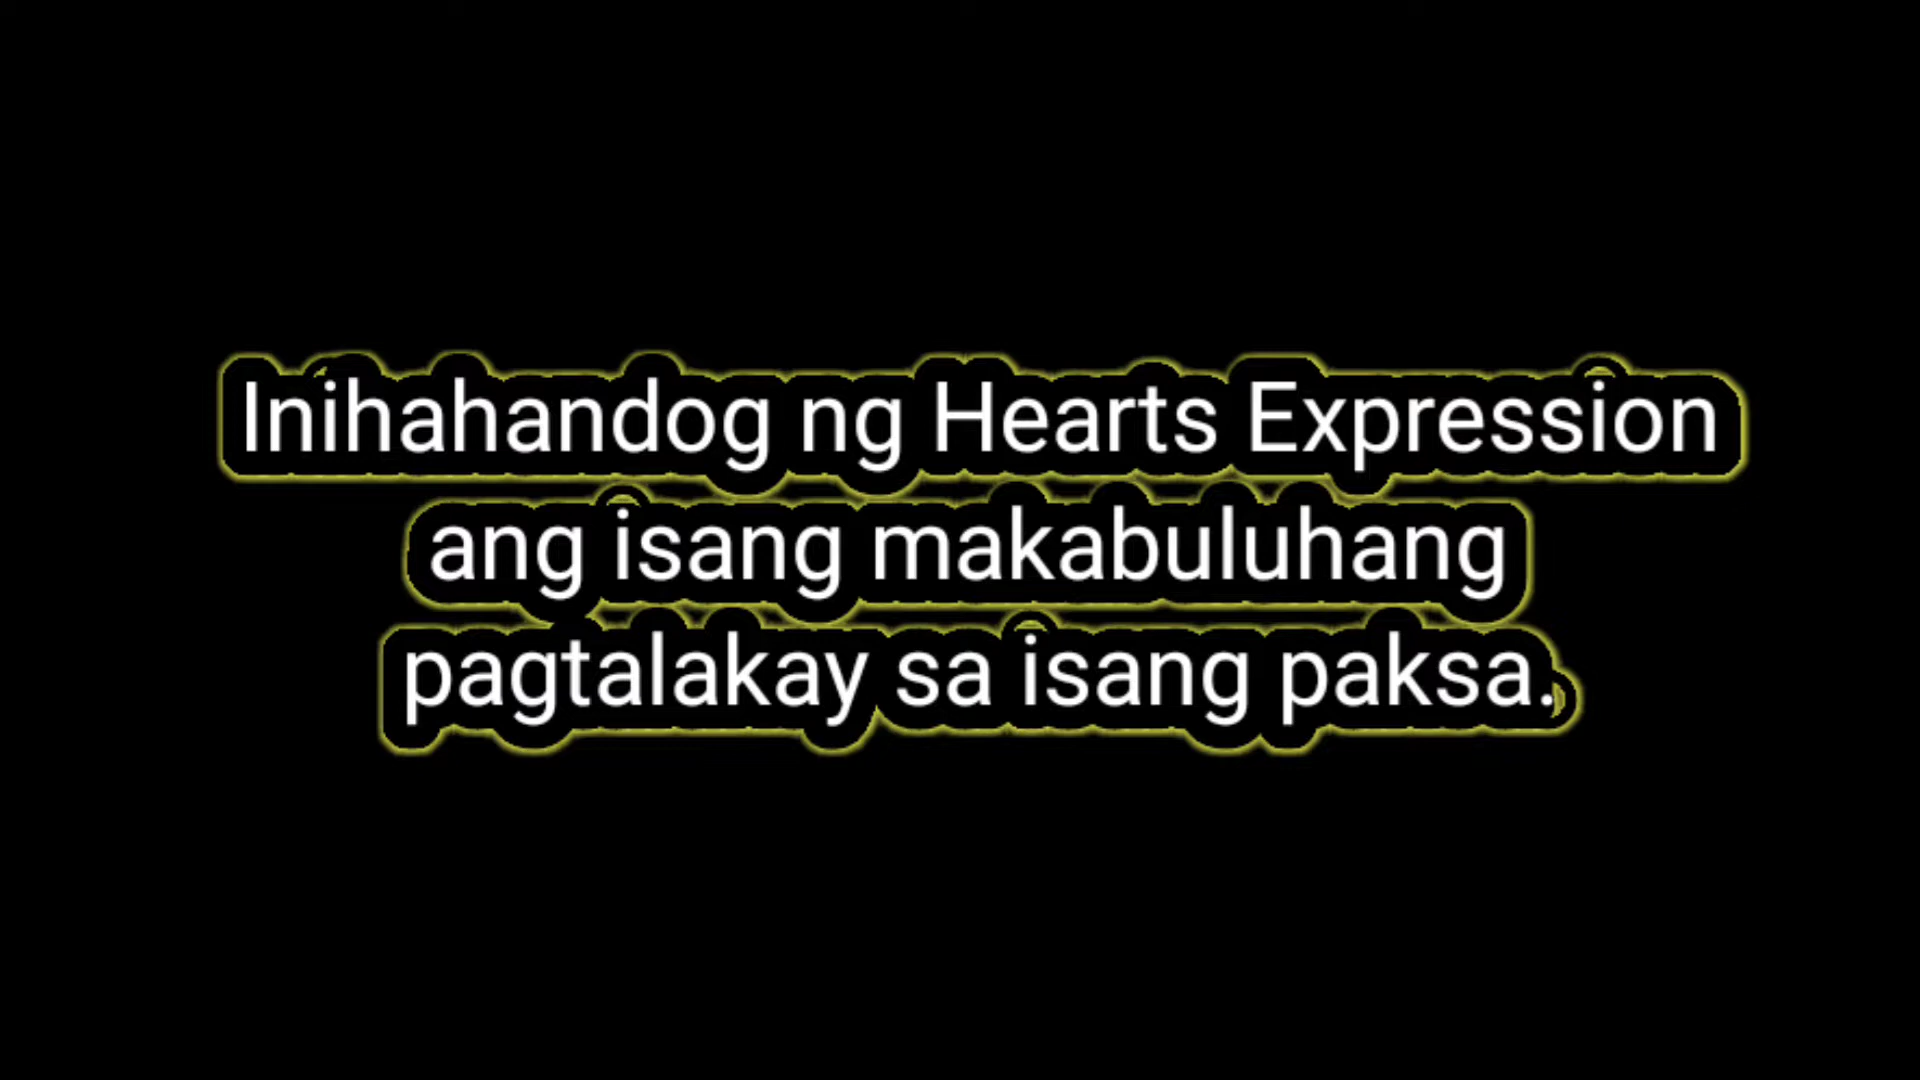 Inihahandog ng Hearts Expression
ang isang makabuluhang
pagtalakay sa isang paksa.